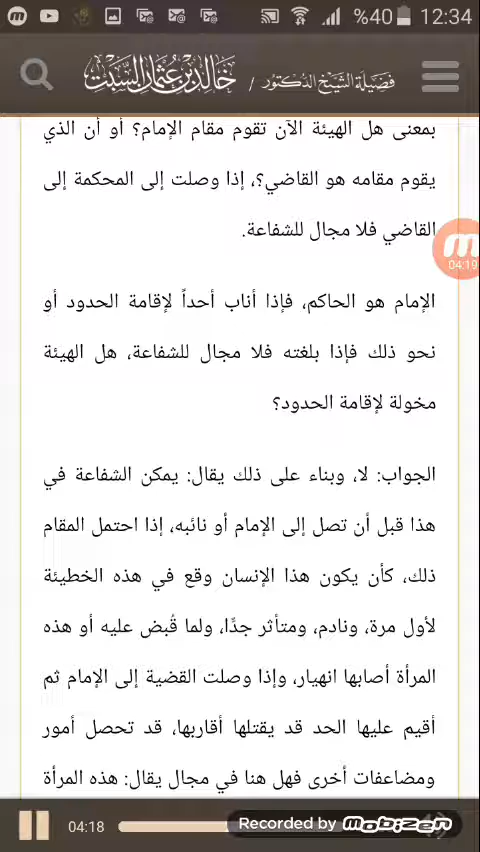 %40 12:34
فضيلة الشيخ الدكتور / خالد بن عثمان السبت
بمعنى هل الهيئة الآن تقوم مقام الإمام؟ أو أن الذي
يقوم مقامه هو القاضي؟، إذا وصلت إلى المحكمة إلى
القاضي فلا مجال للشفاعة.
04:19
الإمام هو الحاكم، فإذا أناب أحداً لإقامة الحدود أو
نحو ذلك فإذا بلغته فلا مجال للشفاعة، هل الهيئة
مخولة لإقامة الحدود؟
الجواب: لا، وبناء على ذلك يقال: يمكن الشفاعة في
هذا قبل أن تصل إلى الإمام أو نائبه، إذا احتمل المقام
ذلك، كأن يكون هذا الإنسان وقع في هذه الخطيئة
لأول مرة، ونادم، ومتأثر جدًّا، ولما قُبض عليه أو هذه
المرأة أصابها انهيار، وإذا وصلت القضية إلى الإمام ثم
أقيم عليها الحد قد يقتلها أقاربها، قد تحصل أمور
ومضاعفات أخرى فهل هنا في مجال يقال: هذه المرأة
04:18
Recorded by mobizen